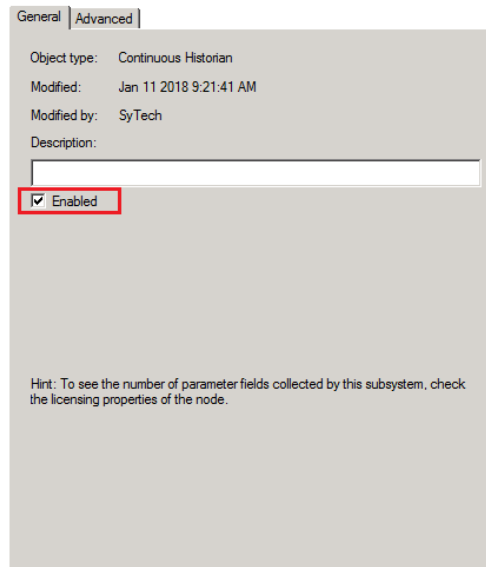 General Advanced
Object type: Continuous Historian
Modified: Jan 11 2018 9:21:41 AM
Modified by: SyTech
Description:
Enabled
Hint: To see the number of parameter fields collected by this subsystem, check
the licensing properties of the node.